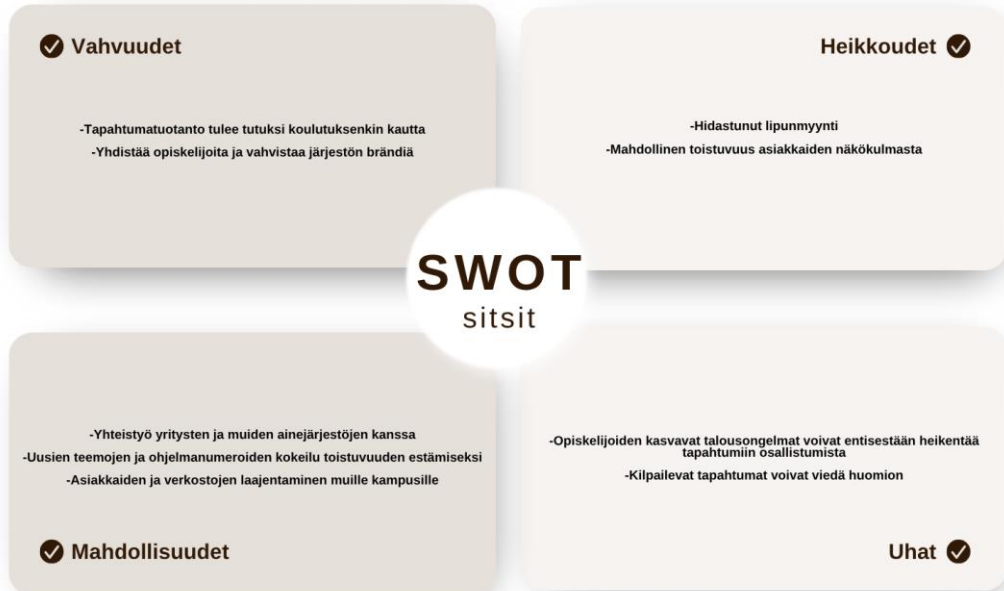 Vahvuudet
-Tapahtumatuotanto tulee tutuksi koulutuksenkin kautta
-Yhdistää opiskelijoita ja vahvistaa järjestön brändiä
Heikkoudet
-Hidastunut lipunmyynti
-Mahdollinen toistuvuus asiakkaiden näkökulmasta
SWOT
sitsit
-Yhteistyö yritysten ja muiden ainejärjestöjen kanssa
-Uusien teemojen ja ohjelmanumeroiden kokeilu toistuvuuden estämiseksi
-Asiakkaiden ja verkostojen laajentaminen muille kampusille
Mahdollisuudet
-Opiskelijoiden kasvavat talousongelmat voivat entisestään heikentää
tapahtumiin osallistumista
-Kilpailevat tapahtumat voivat viedä huomion
Uhat